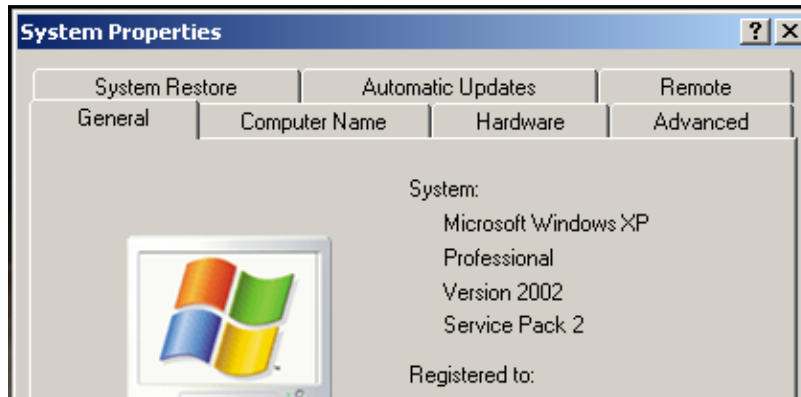 System Properties
System Restore Automatic Updates Remote
General Computer Name Hardware Advanced
System:
Microsoft Windows XP
Professional
Version 2002
Service Pack 2
Registered to: